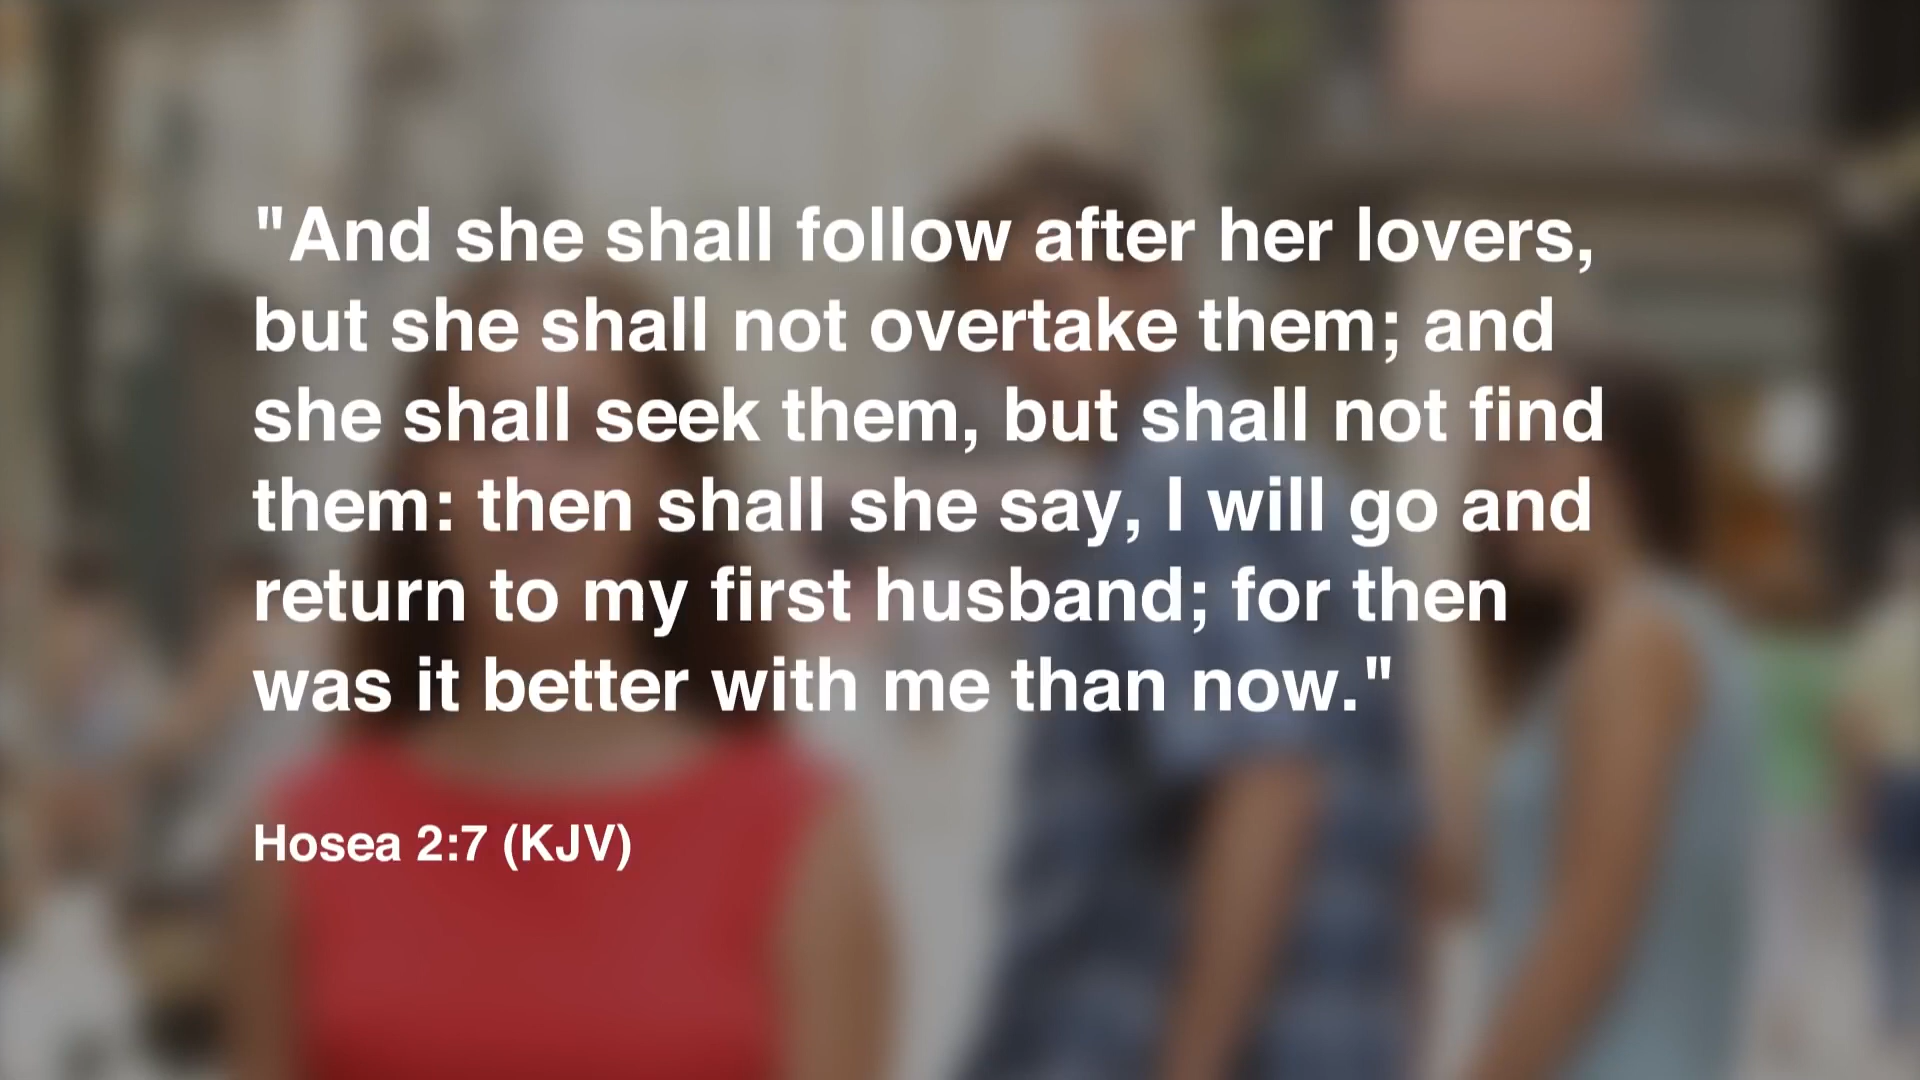 "And she shall follow after her lovers,
but she shall not overtake them; and
she shall seek them, but shall not find
them: then shall she say, I will go and
return to my first husband; for then
was it better with me than now."
Hosea 2:7 (KJV)